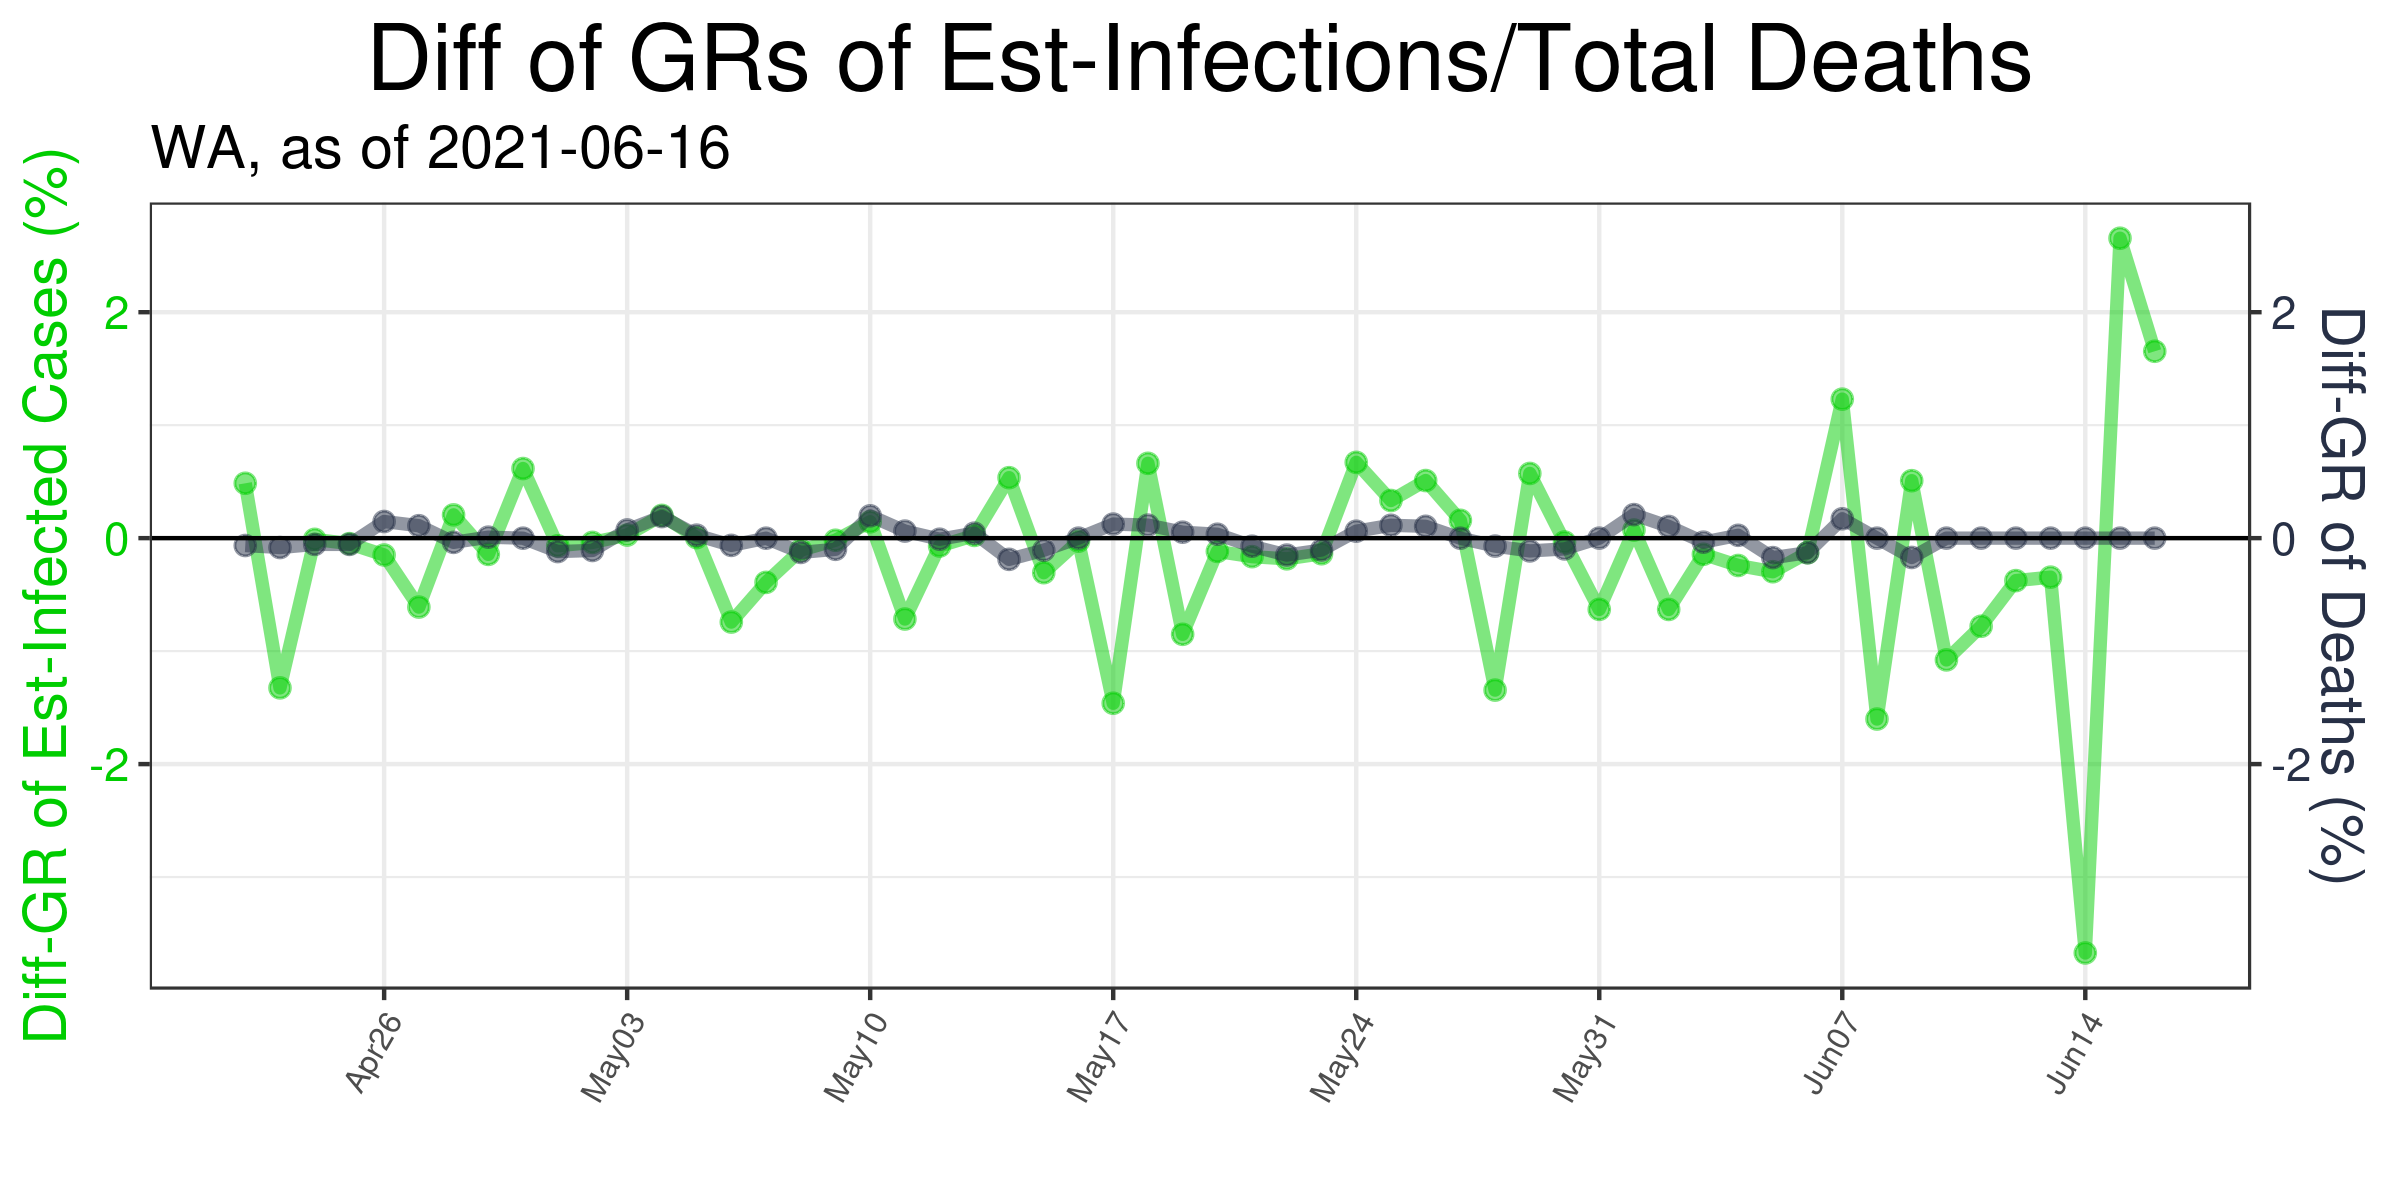 Diff of GRs of Est-Infections/Total Deaths
WA, as of 2021-06-16
Diff-GR of Est-Infected Cases (%)
2
0
-2
2
0
-2
Diff-GR of Deaths (%)
Apr26
May03
May10
May17
May24
May31
Jun07
Jun14